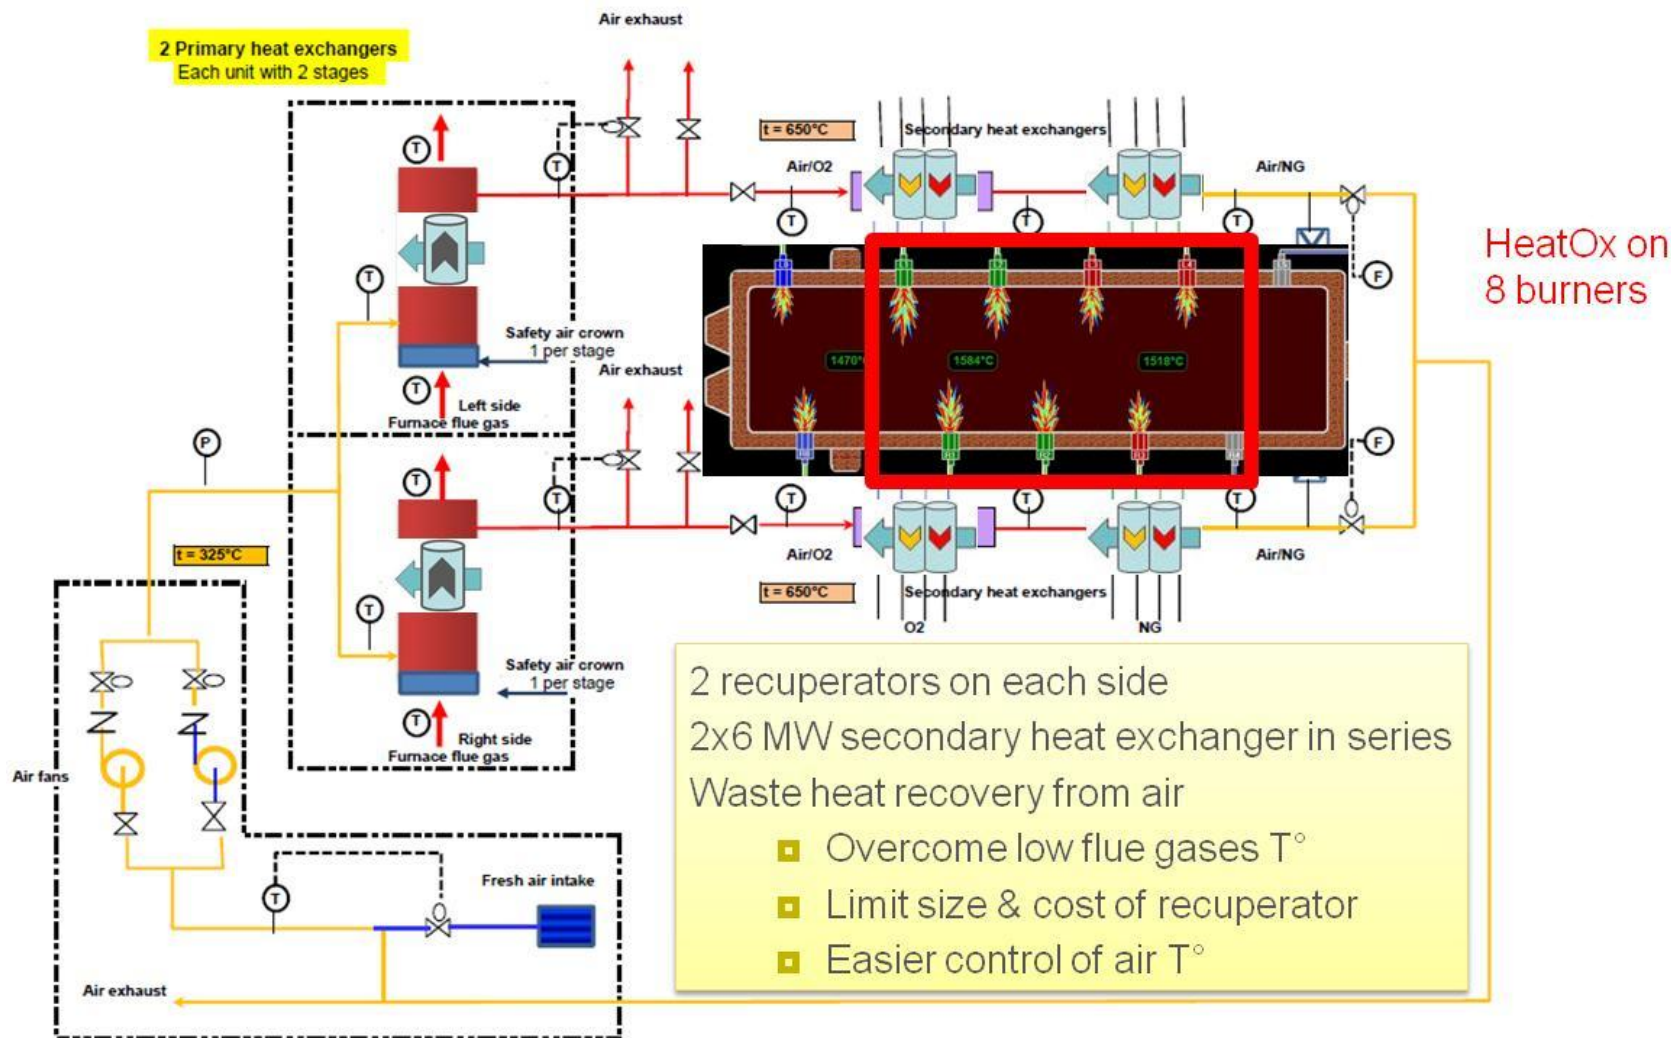 Air exhaust
2 Primary heat exchangers
Each unit with 2 stages
t = 650°C
Secondary heat exchangers
Air/O2
Air/NG
T
T
T
T
T
T
HeatOx on
8 burners
F
Safety air crown
1 per stage
Air exhaust
1470°
1584°C
1518°C
T
Left side
Furnace flue gas
P
F
T
T
T
T
T
t = 325°C
Air/O2
Air/NG
t = 650°C
Secondary heat exchangers
T
O2
NG
Safety air crown
1 per stage
T
Right side
Furnace flue gas
Air fans
2 recuperators on each side
2x6 MW secondary heat exchanger in series
Waste heat recovery from air
Overcome low flue gases T°
Limit size & cost of recuperator
Easier control of air T°
Fresh air intake
T
Air exhaust